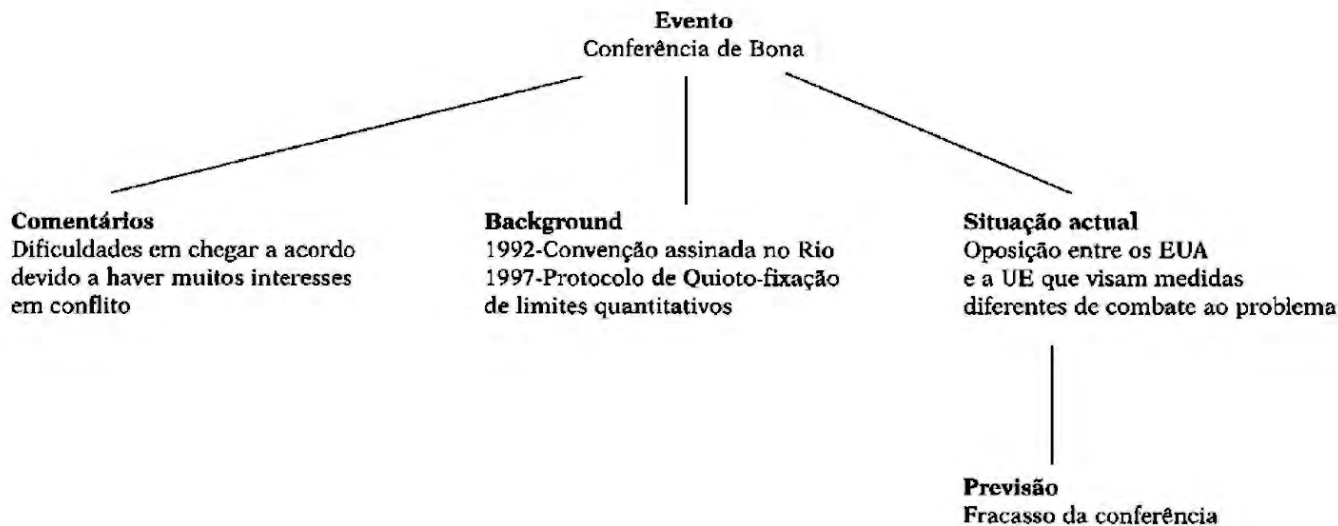 Evento
Conferência de Bona
Comentários
Dificuldades em chegar a acordo
devido a haver muitos interesses
em conflito
Background
1992-Convenção assinada no Rio
1997-Protocolo de Quioto-fixação
de limites quantitativos
Situação actual
Oposição entre os EUA
e a UE que visam medidas
diferentes de combate ao problema
Previsão
Fracasso da conferência